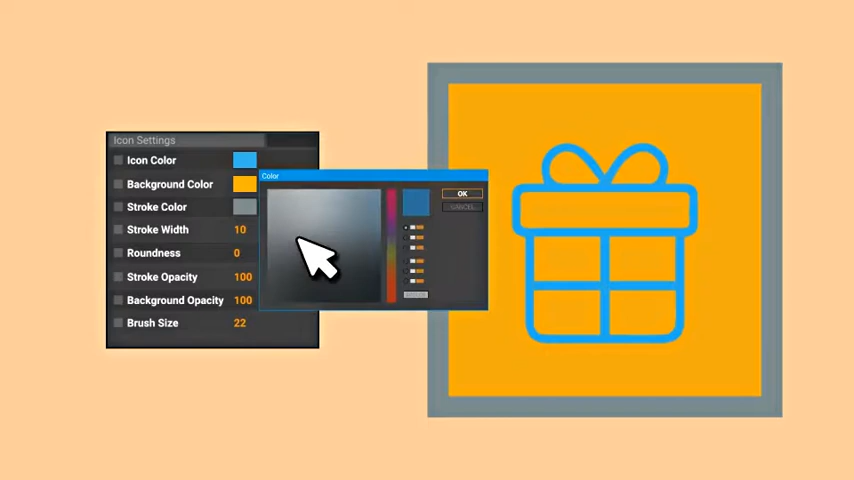 Icon Settings
Icon Color
Background Color
Stroke Color
Stroke Width 10
Roundness 0
Stroke Opacity 100
Background Opacity 100
Brush Size 22
Color
OK
CANCEL